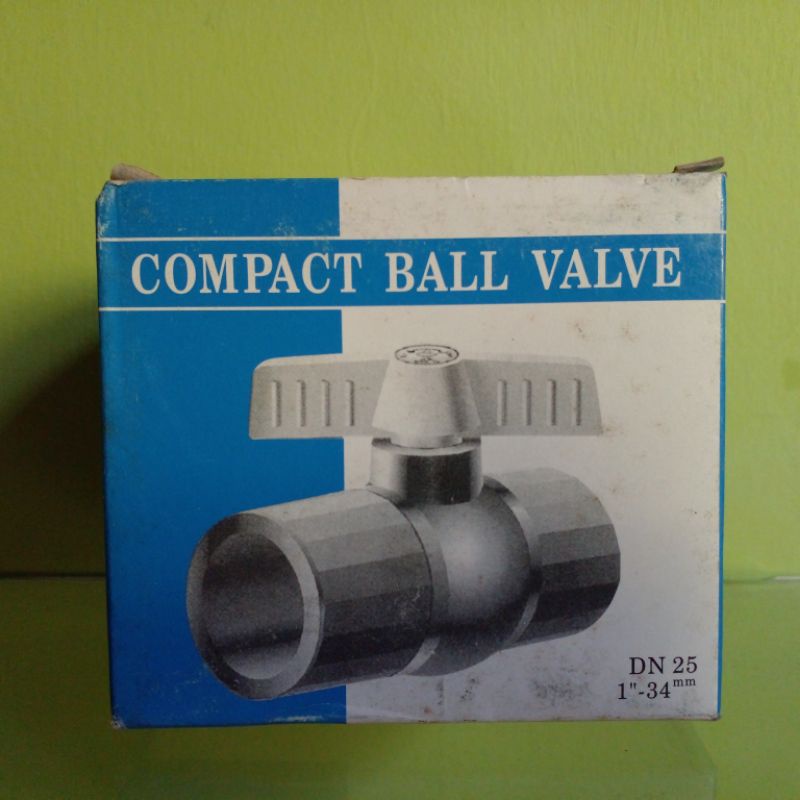 COMPACT BALL VALVE
DN 25
1"-34mm